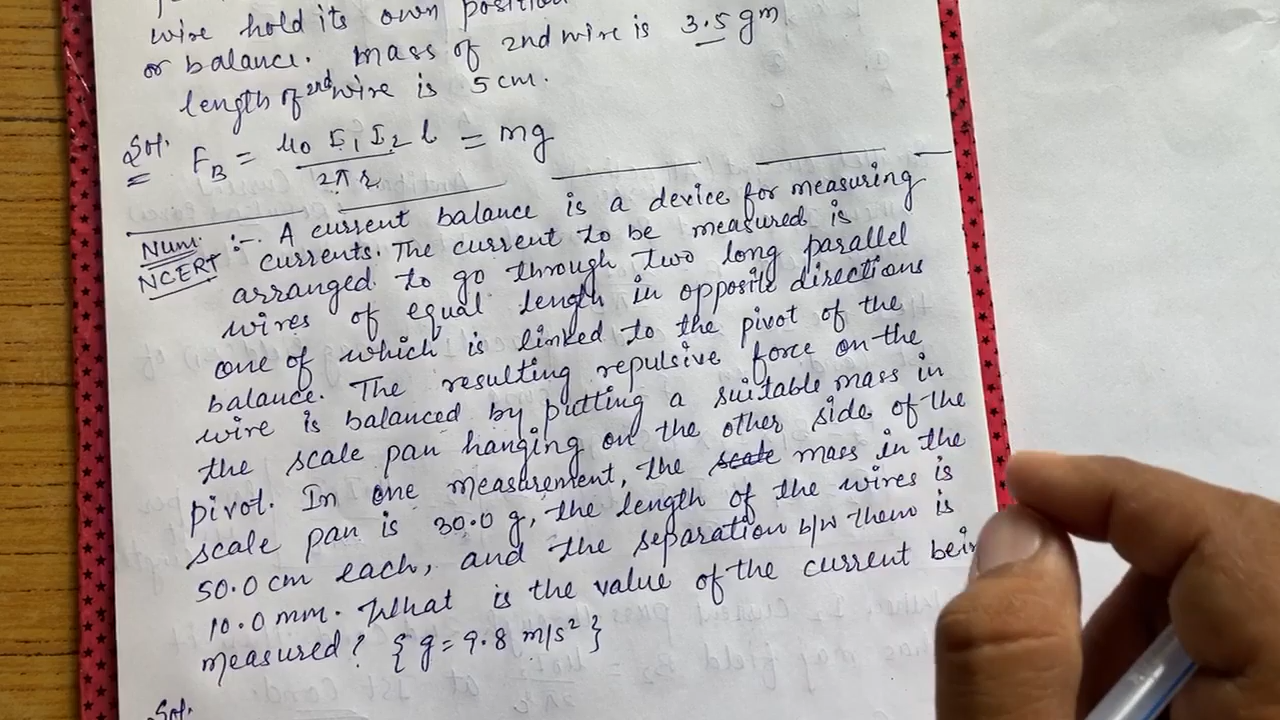 wire hold its own position
or balance. mass of 2nd wire is 3.5 gm
length of 2nd wire is 5 cm.
Sol. F_B = μ0 I1 I2 l / 2π r = mg
Num. NCERT :- A current balance is a device for measuring
currents. The current to be measured is
arranged to go through two long parallel
wires of equal length in opposite directions
one of which is linked to the pivot of the
balance. The resulting repulsive force on the
wire is balanced by putting a suitable mass in
the scale pan hanging on the other side of the
pivot. In one measurement, the scale mass in the
scale pan is 30.0 g, the length of the wires is
50.0 cm each, and the separation b/w them is
10.0 mm. What is the value of the current bein
measured? { g = 9.8 m/s² }
Sol.